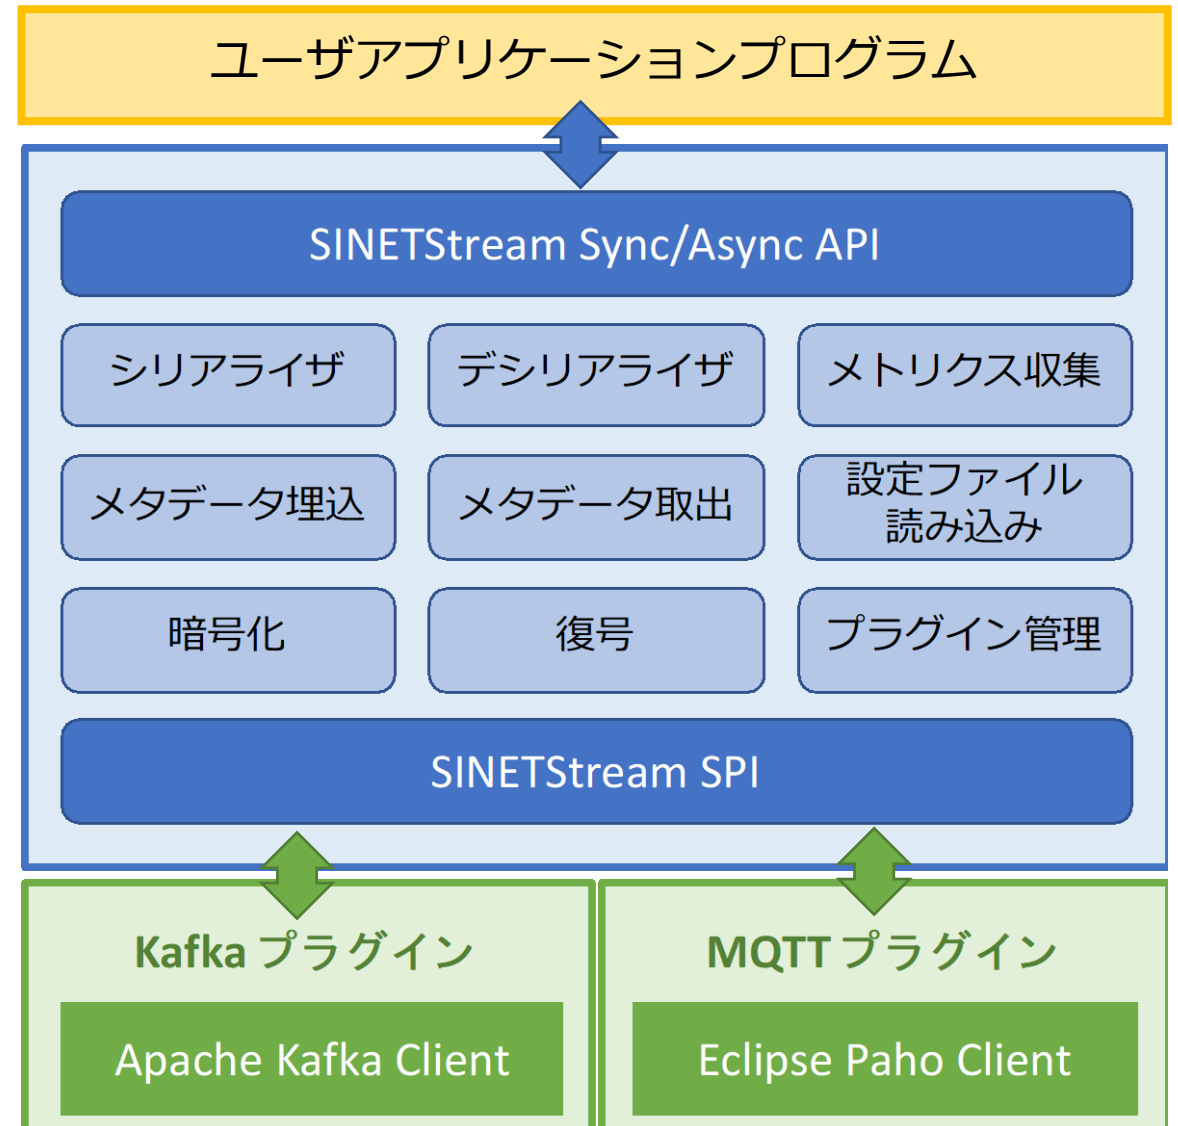 ユーザアプリケーションプログラム
SINETStream Sync/Async API
シリアライザ
デシリアライザ
メトリクス収集
メタデータ埋込
メタデータ取出
設定ファイル
読み込み
暗号化
復号
プラグイン管理
SINETStream SPI
Kafka プラグイン
MQTT プラグイン
Apache Kafka Client
Eclipse Paho Client